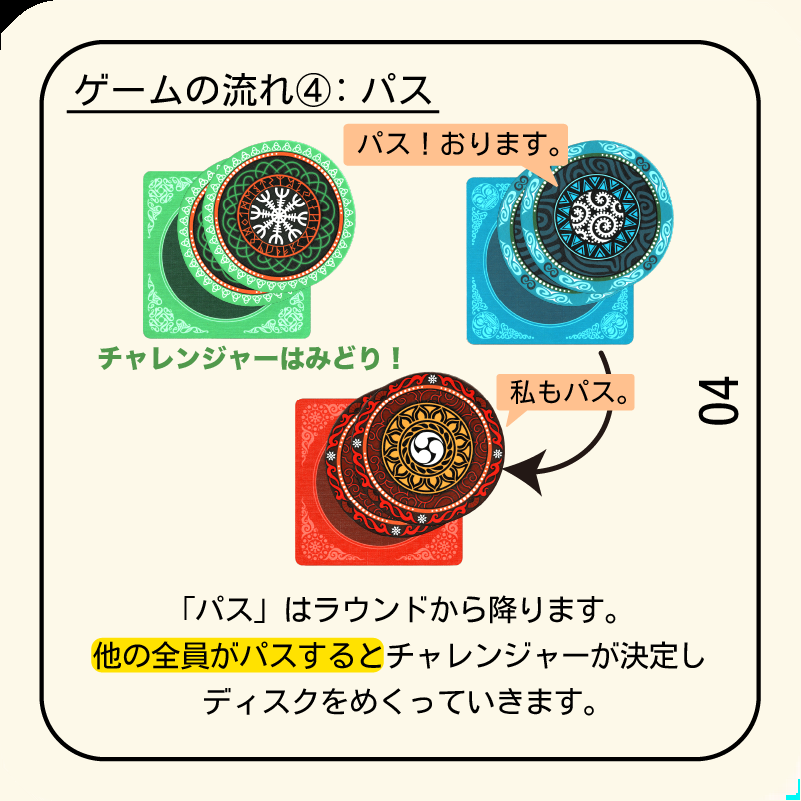 ゲームの流れ④：パス
パス！おります。
チャレンジャーはみどり！
私もパス。
04
「パス」はラウンドから降ります。
他の全員がパスするとチャレンジャーが決定し
ディスクをめくっていきます。